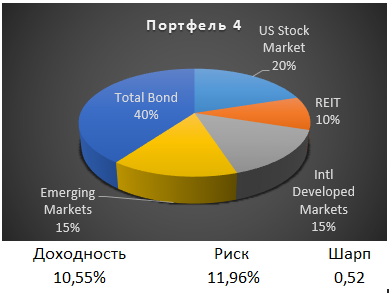 Портфель 4
US Stock
Market
20%
REIT
10%
Intl
Developed
Markets
15%
Emerging
Markets
15%
Total Bond
40%
Доходность Риск Шарп
10,55% 11,96% 0,52